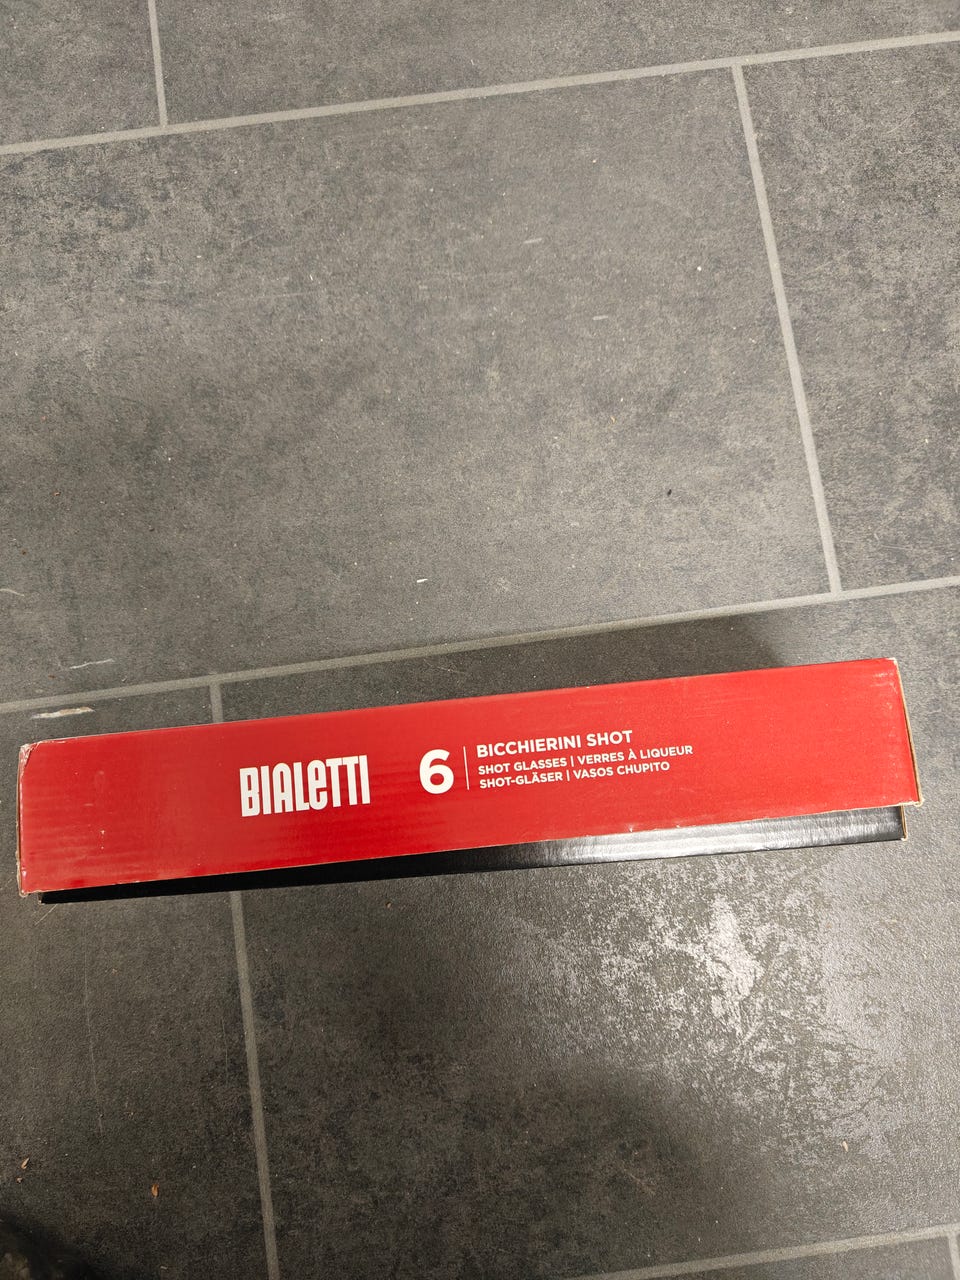 BIALeTTI
6
BICCHIERINI SHOT
SHOT GLASSES | VERRES À LIQUEUR
SHOT-GLÄSER | VASOS CHUPITO